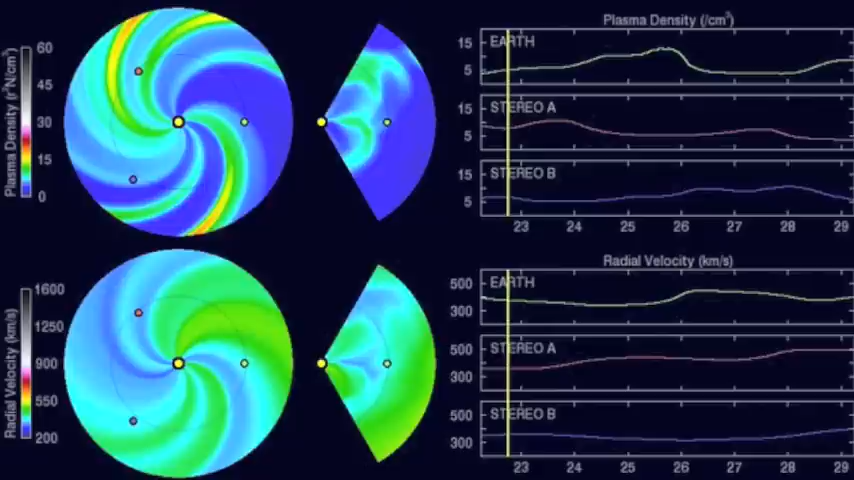 Plasma Density (/cm³)
Plasma Density (r²N/cm³)
60
45
30
15
0
EARTH
15
5
STEREO A
15
5
STEREO B
15
5
23 24 25 26 27 28 29
Radial Velocity (km/s)
Radial Velocity (km/s)
1600
1250
900
550
200
EARTH
500
300
STEREO A
500
300
STEREO B
500
300
23 24 25 26 27 28 29